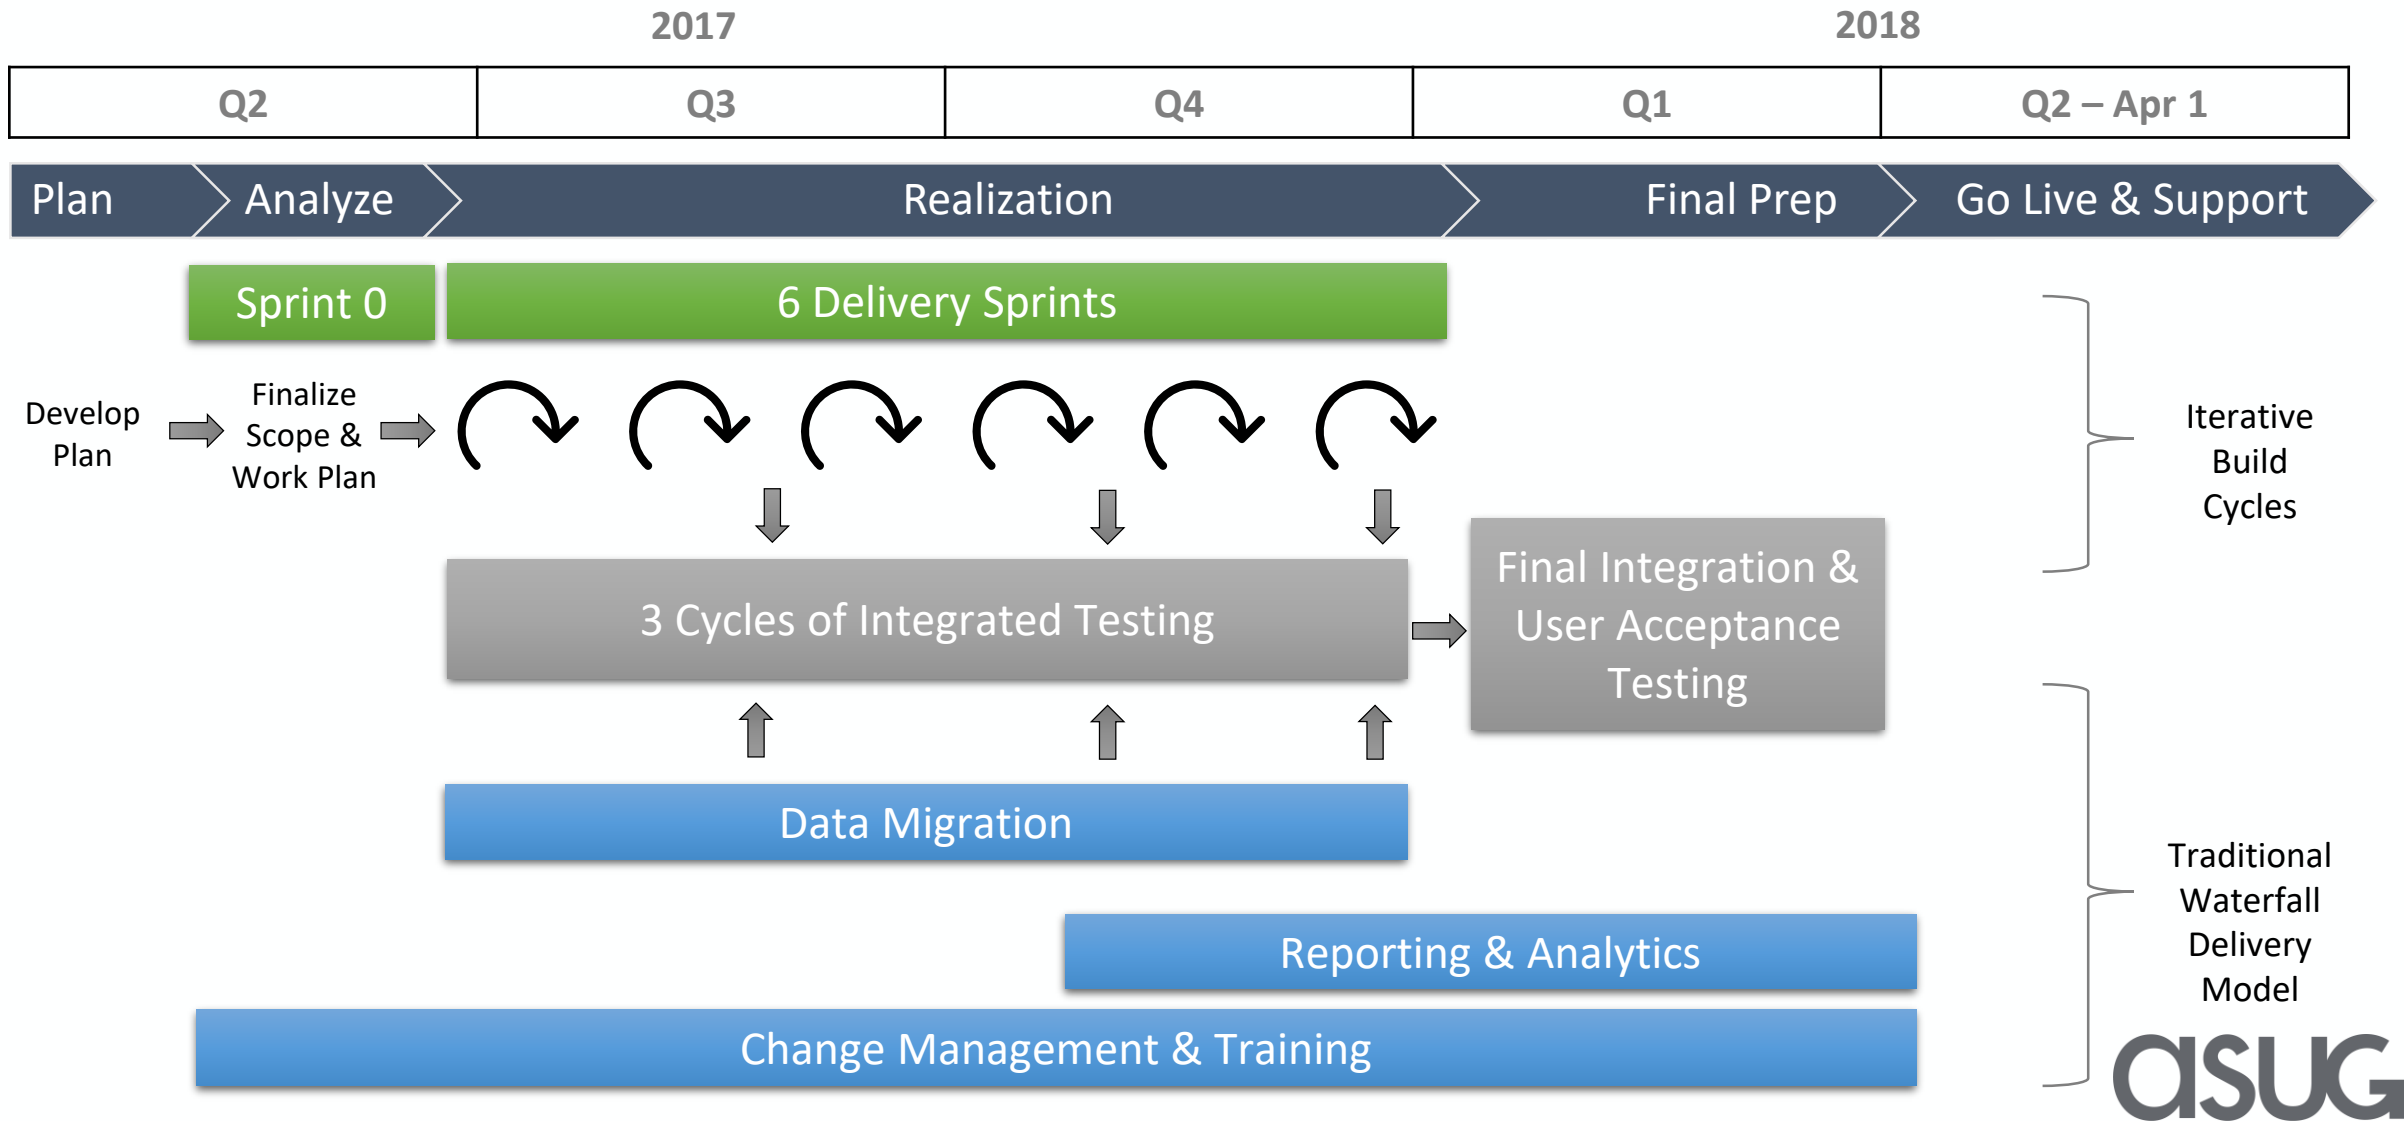 2017
2018
Q2
Q3
Q4
Q1
Q2 – Apr 1
Plan
Analyze
Realization
Final Prep
Go Live & Support
Sprint 0
6 Delivery Sprints
Develop
Plan
Finalize
Scope &
Work Plan
Iterative
Build
Cycles
3 Cycles of Integrated Testing
Final Integration &
User Acceptance
Testing
Data Migration
Reporting & Analytics
Change Management & Training
Traditional
Waterfall
Delivery
Model
asug